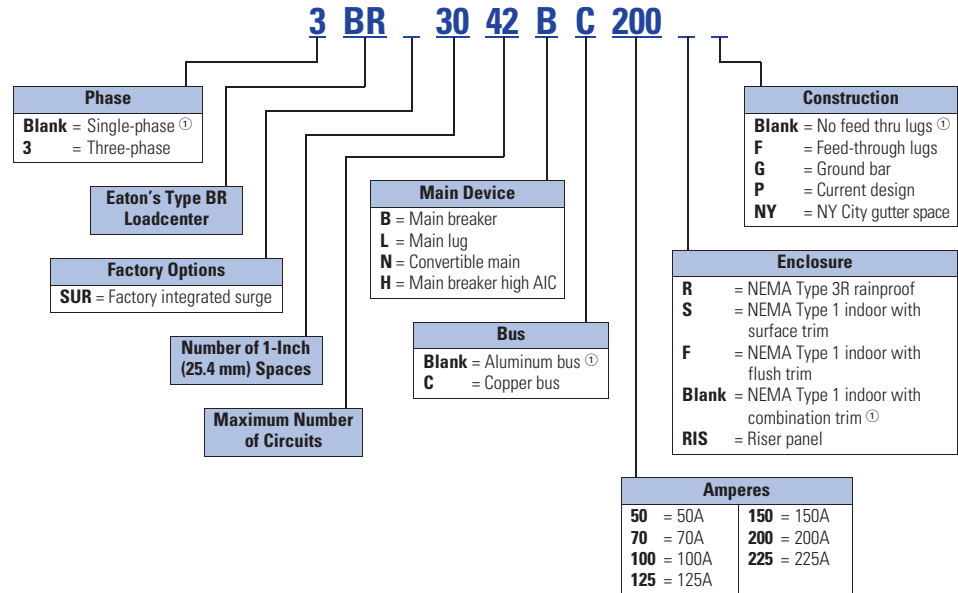 3 BR _ 30 42 B C 200 _ _
Phase
Blank = Single-phase ①
3 = Three-phase
Eaton's Type BR
Loadcenter
Factory Options
SUR = Factory integrated surge
Number of 1-Inch
(25.4 mm) Spaces
Maximum Number
of Circuits
Main Device
B = Main breaker
L = Main lug
N = Convertible main
H = Main breaker high AIC
Bus
Blank = Aluminum bus ①
C = Copper bus
Construction
Blank = No feed thru lugs ①
F = Feed-through lugs
G = Ground bar
P = Current design
NY = NY City gutter space
Enclosure
R = NEMA Type 3R rainproof
S = NEMA Type 1 indoor with
surface trim
F = NEMA Type 1 indoor with
flush trim
Blank = NEMA Type 1 indoor with
combination trim ①
RIS = Riser panel
Amperes
50 = 50A
70 = 70A
100 = 100A
125 = 125A
150 = 150A
200 = 200A
225 = 225A